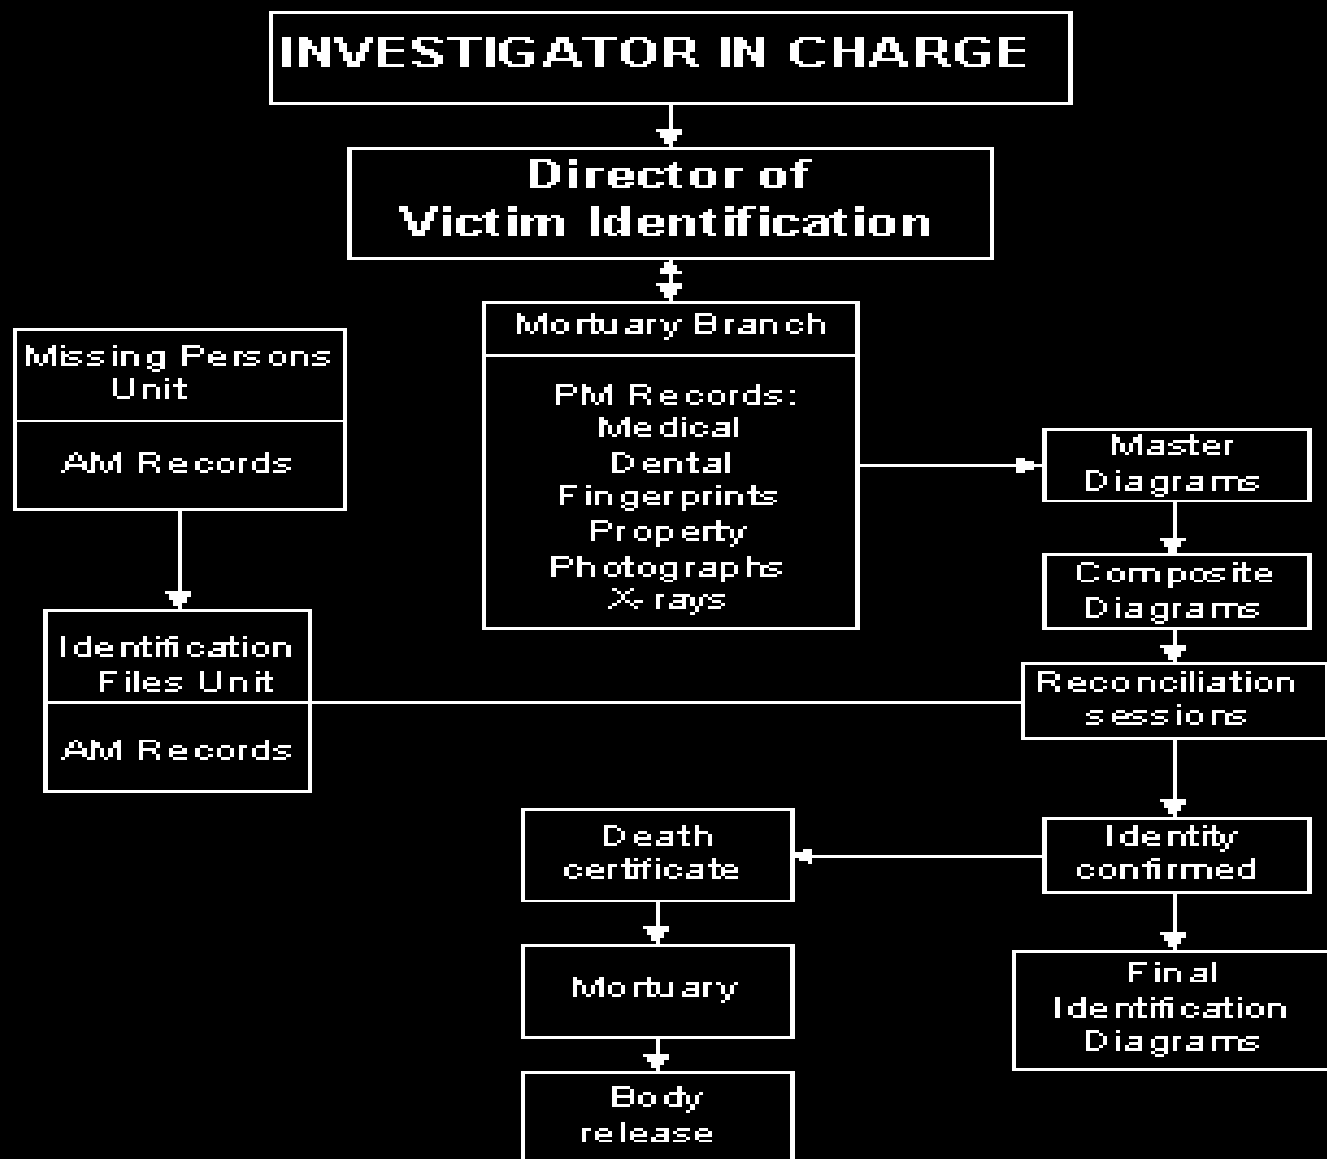 INVESTIGATOR IN CHARGE
Director of
Victim Identification
Mortuary Branch
PM Records:
Medical
Dental
Fingerprints
Property
Photographs
X- rays
Missing Persons
Unit
AM Records
Identification
Files Unit
AM Records
Master
Diagrams
Composite
Diagrams
Reconciliation
sessions
Identity
confirmed
Final
Identification
Diagrams
Death
certificate
Mortuary
Body
release